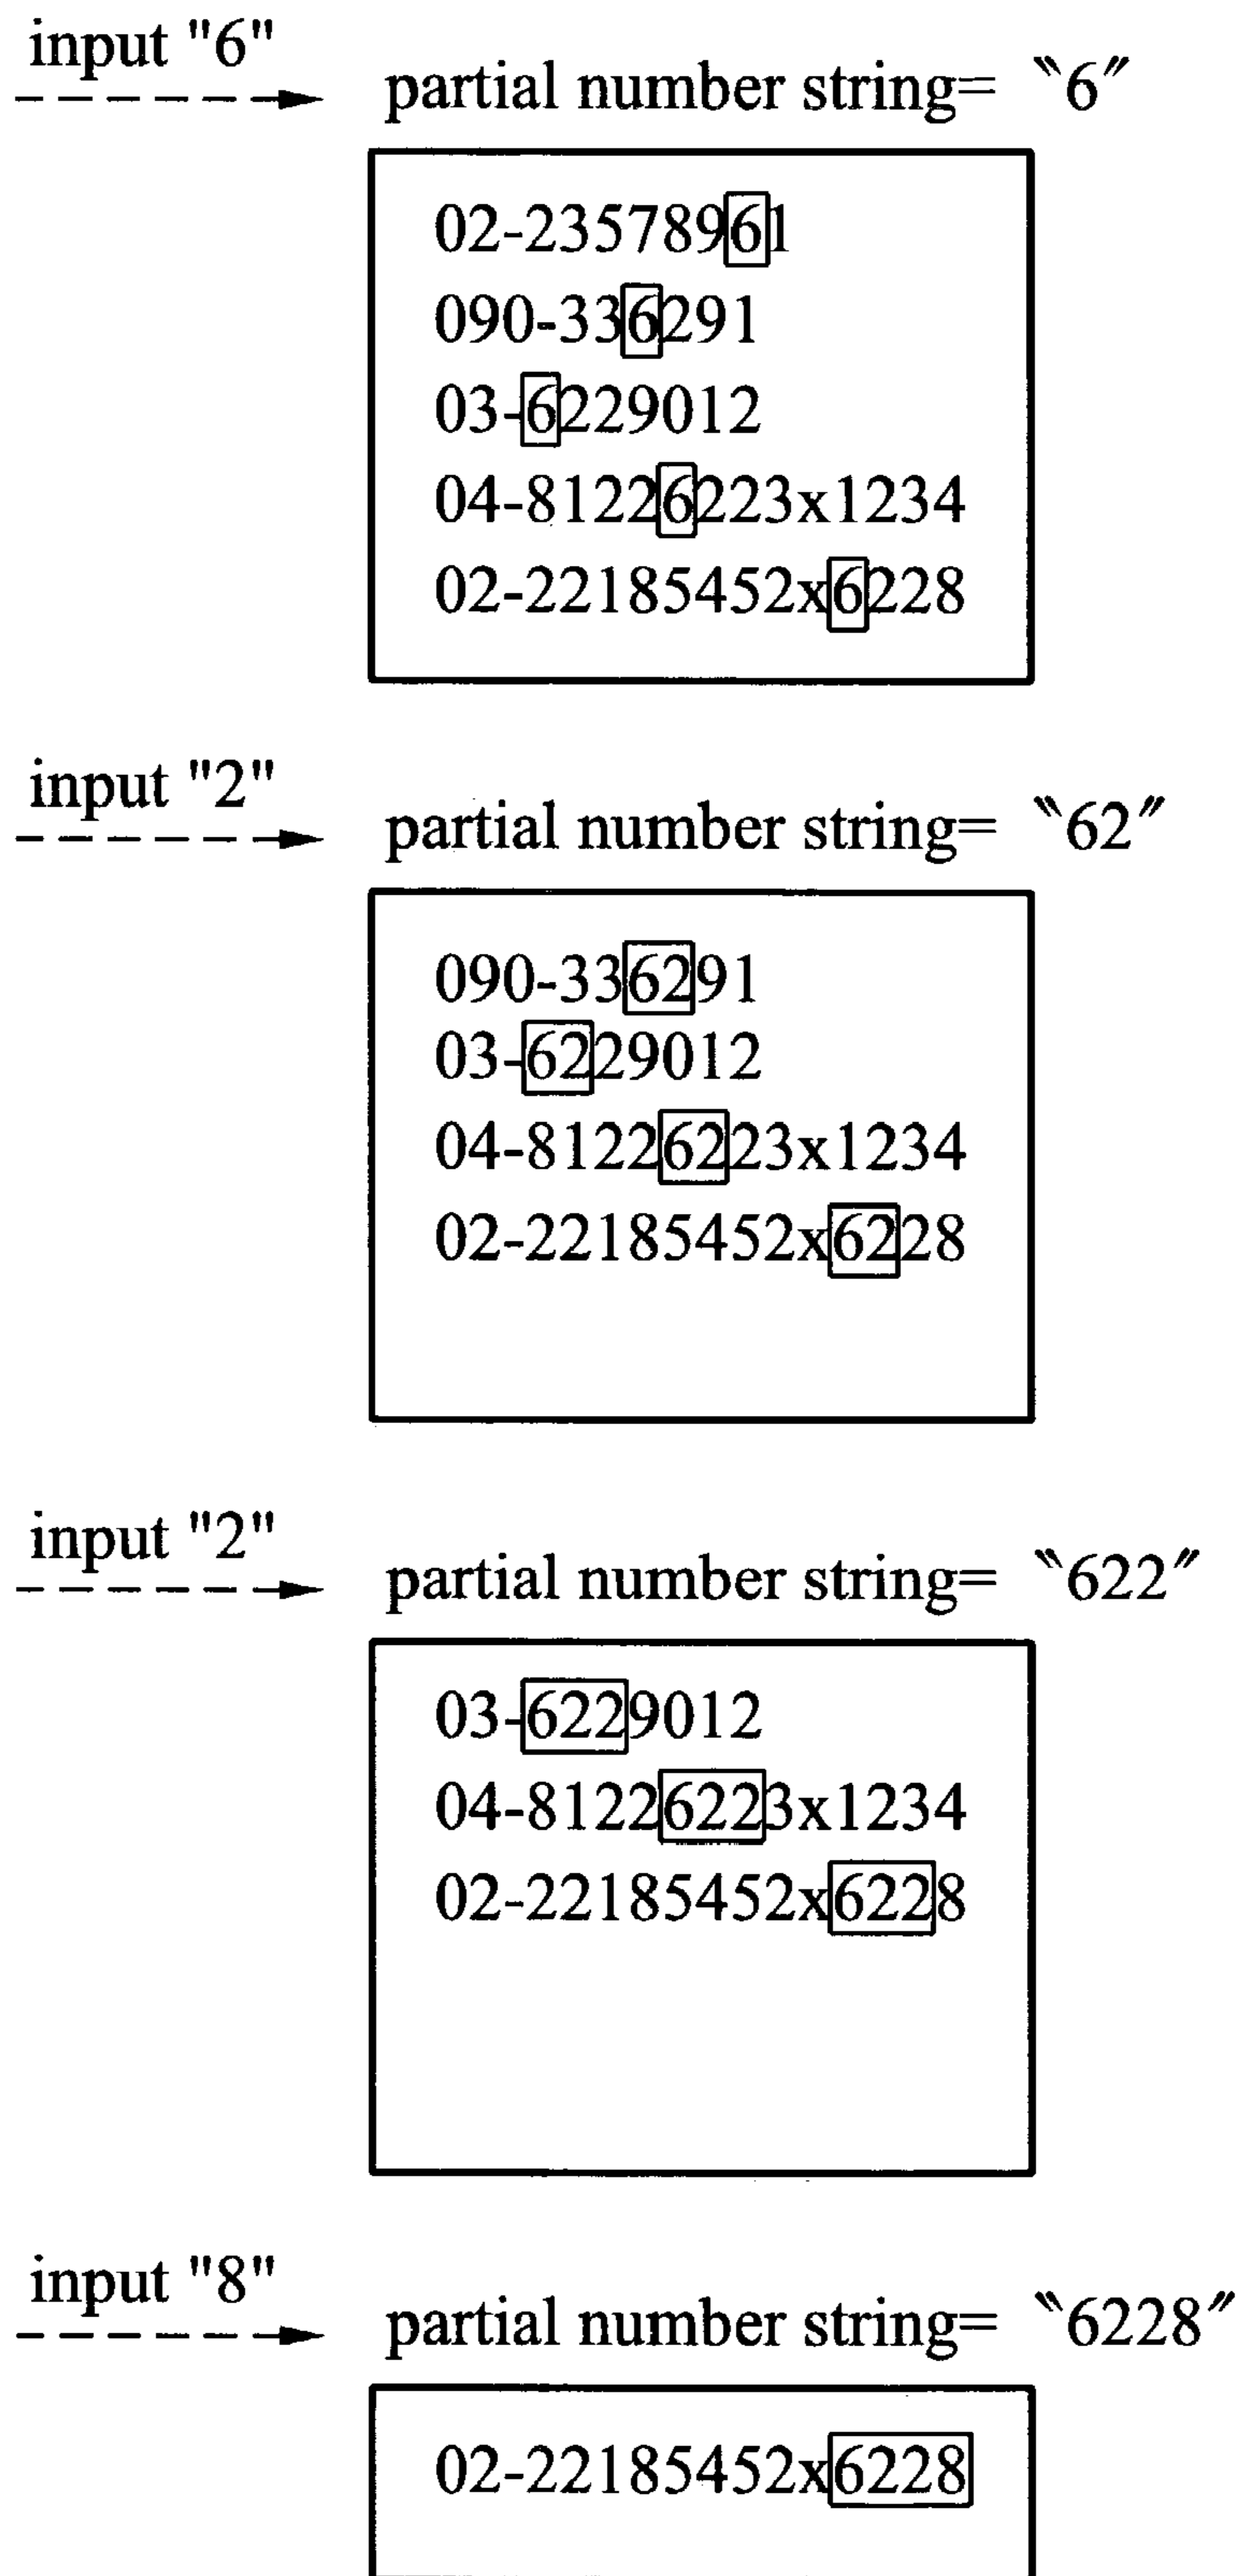 input "6"
partial number string= "6"
02-23578961
090-336291
03-6229012
04-81226223x1234
02-22185452x6228
input "2"
partial number string= "62"
090-336291
03-6229012
04-81226223x1234
02-22185452x6228
input "2"
partial number string= "622"
03-6229012
04-81226223x1234
02-22185452x6228
input "8"
partial number string= "6228"
02-22185452x6228